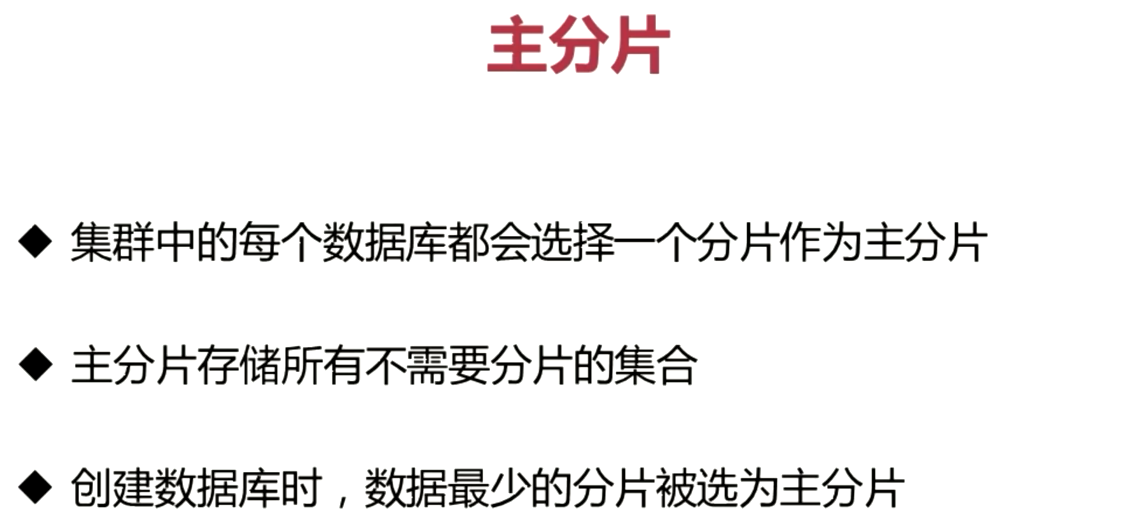 主分片
◆ 集群中的每个数据库都会选择一个分片作为主分片
◆ 主分片存储所有不需要分片的集合
◆ 创建数据库时，数据最少的分片被选为主分片